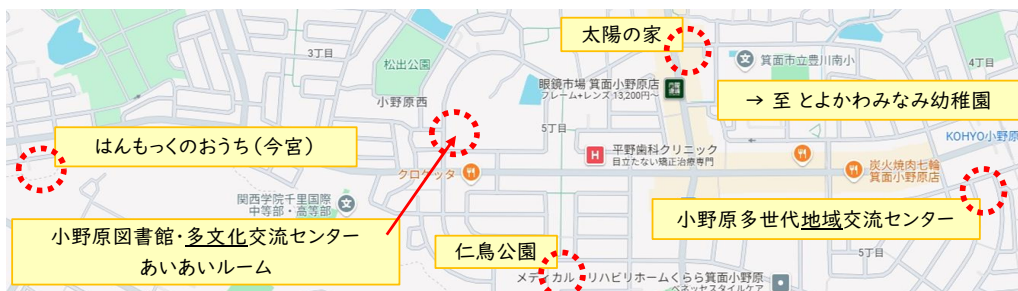 太陽の家
3丁目
松出公園
箕面市立豊川南小
4丁目
眼鏡市場 箕面小野原店
フレーム+レンズ 13,200円~
→ 至 とよかわみなみ幼稚園
小野原西
5丁目
はんもっくのおうち(今宮)
平野歯科クリニック
目立たない矯正治療専門
KOHYO小野原
クロケッタ
炭火焼肉七輪
箕面小野原店
関西学院千里国際
中等部・高等部
小野原多世代地域交流センター
小野原図書館・多文化交流センター
あいあいルーム
仁鳥公園
5丁目
メディカル・リハビリホームくらら箕面小野原
ベネッセスタイルケア